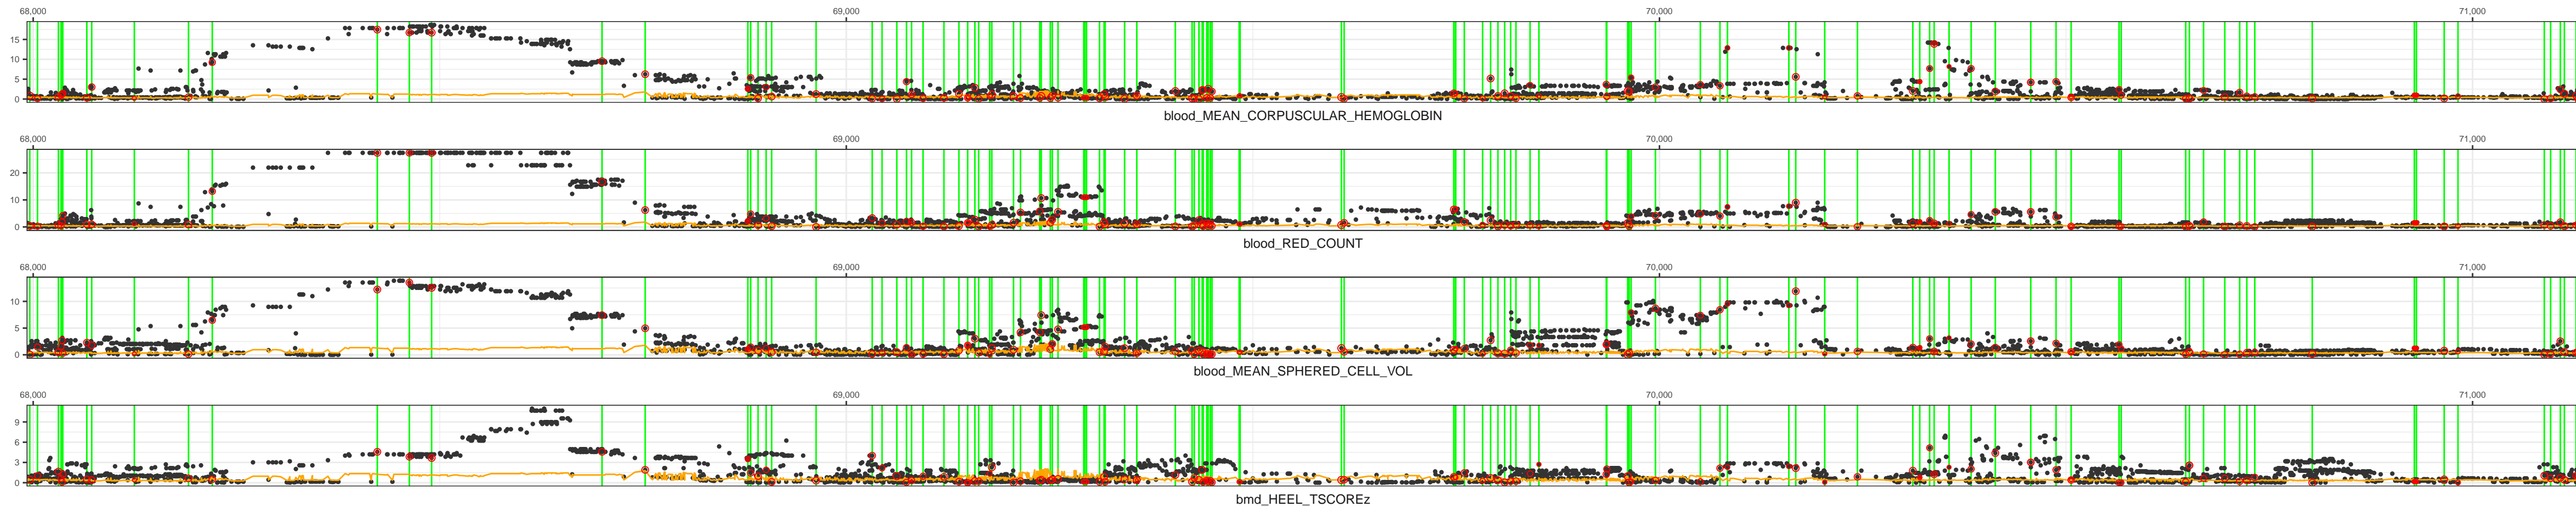 68,000 69,000 70,000 71,000
15
10
5
0
blood_MEAN_CORPUSCULAR_HEMOGLOBIN
68,000 69,000 70,000 71,000
20
10
0
blood_RED_COUNT
68,000 69,000 70,000 71,000
10
5
0
blood_MEAN_SPHERED_CELL_VOL
68,000 69,000 70,000 71,000
9
6
3
0
bmd_HEEL_TSCOREz